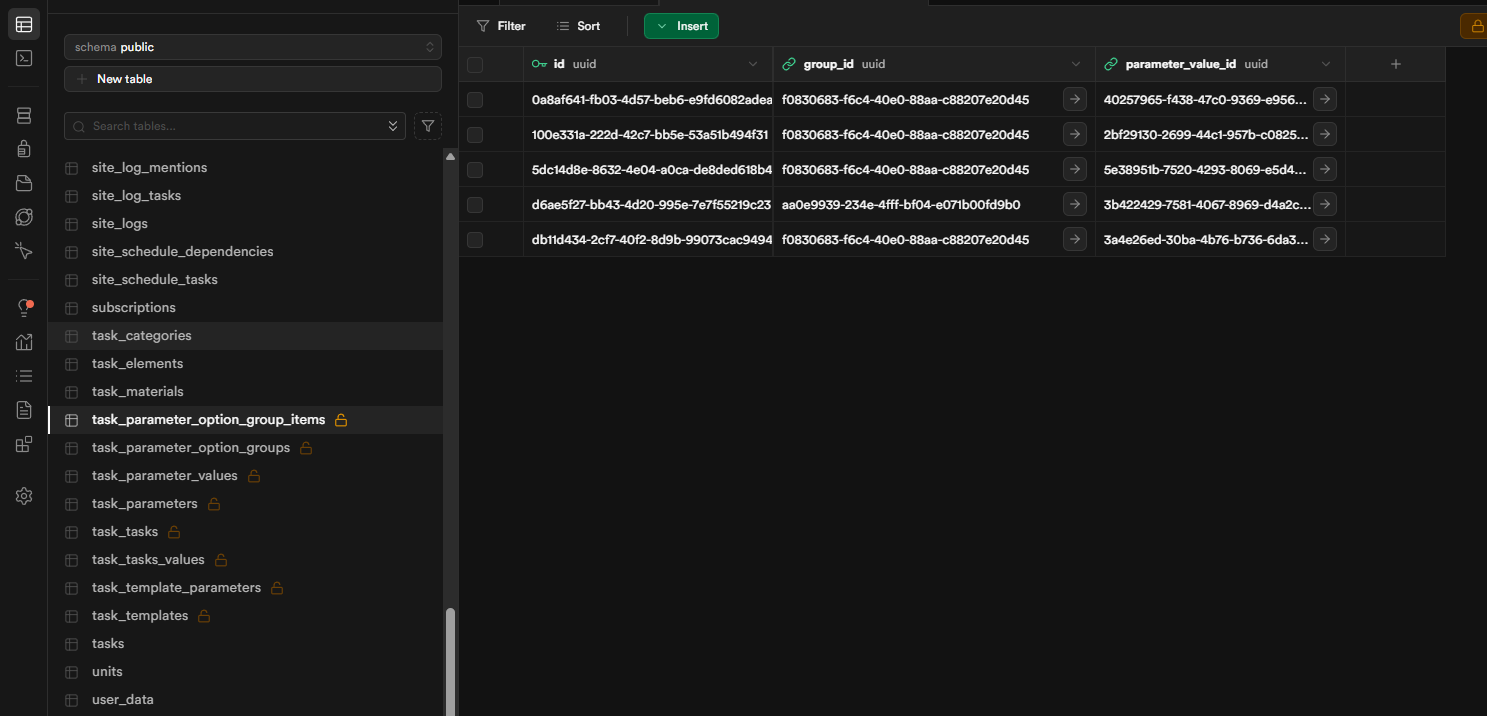 schema public
New table
Search tables...
site_log_mentions
site_log_tasks
site_logs
site_schedule_dependencies
site_schedule_tasks
subscriptions
task_categories
task_elements
task_materials
task_parameter_option_group_items
task_parameter_option_groups
task_parameter_values
task_parameters
task_tasks
task_tasks_values
task_template_parameters
task_templates
tasks
units
user_data
Filter Sort Insert
id uuid group_id uuid parameter_value_id uuid
0a8af641-fb03-4d57-beb6-e9fd6082adea f0830683-f6c4-40e0-88aa-c88207e20d45 40257965-f438-47c0-9369-e956...
100e331a-222d-42c7-bb5e-53a51b494f31 f0830683-f6c4-40e0-88aa-c88207e20d45 2bf29130-2699-44c1-957b-c0825...
5dc14d8e-8632-4e04-a0ca-de8ded618b4 f0830683-f6c4-40e0-88aa-c88207e20d45 5e38951b-7520-4293-8069-e5d4...
d6ae5f27-bb43-4d20-995e-7e7f55219c23 aa0e9939-234e-4fff-bf04-e071b00fd9b0 3b422429-7581-4067-8969-d4a2c...
db11d434-2cf7-40f2-8d9b-99073cac9494 f0830683-f6c4-40e0-88aa-c88207e20d45 3a4e26ed-30ba-4b76-b736-6da3...